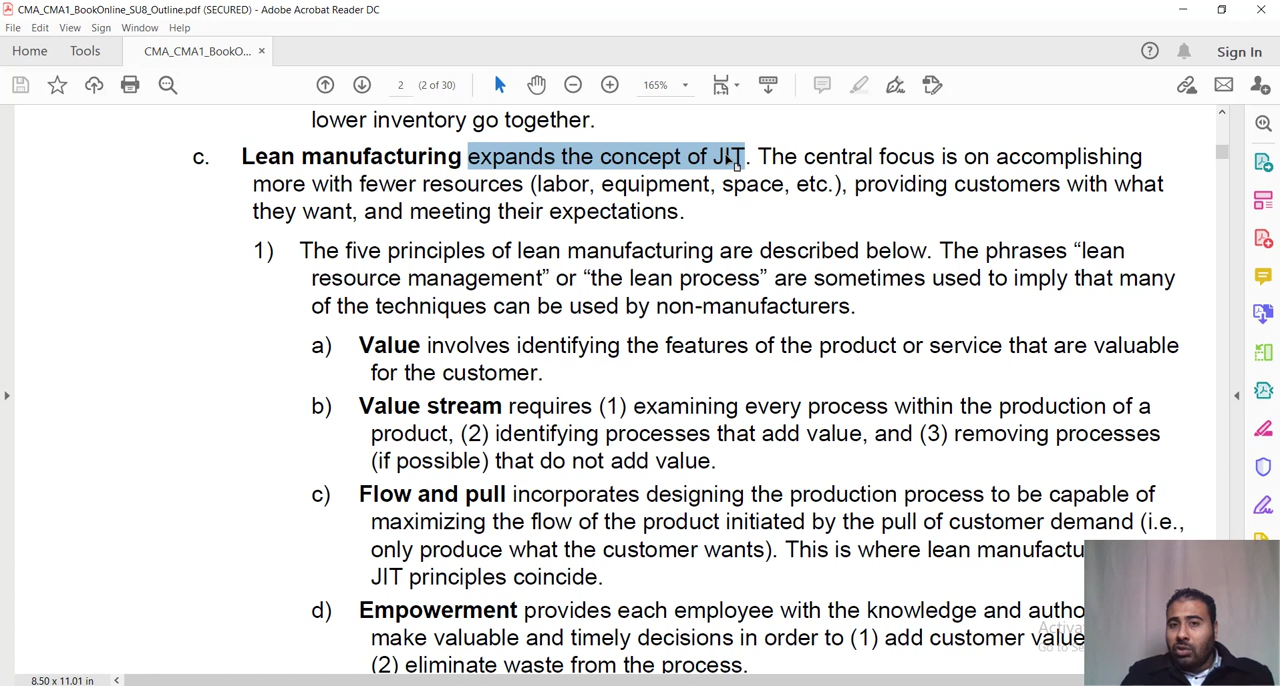 CMA_CMA1_BookOnline_SU8_Outline.pdf (SECURED) - Adobe Acrobat Reader DC
File Edit View Sign Window Help
Home Tools CMA_CMA1_BookO... × Sign In
2 (2 of 30) 165%
lower inventory go together.
c. Lean manufacturing expands the concept of JIT. The central focus is on accomplishing
more with fewer resources (labor, equipment, space, etc.), providing customers with what
they want, and meeting their expectations.
1) The five principles of lean manufacturing are described below. The phrases “lean
resource management” or “the lean process” are sometimes used to imply that many
of the techniques can be used by non-manufacturers.
a) Value involves identifying the features of the product or service that are valuable
for the customer.
b) Value stream requires (1) examining every process within the production of a
product, (2) identifying processes that add value, and (3) removing processes
(if possible) that do not add value.
c) Flow and pull incorporates designing the production process to be capable of
maximizing the flow of the product initiated by the pull of customer demand (i.e.,
only produce what the customer wants). This is where lean manufactu
JIT principles coincide.
d) Empowerment provides each employee with the knowledge and autho
make valuable and timely decisions in order to (1) add customer value
(2) eliminate waste from the process.
Activa
Go to Se
8.50 x 11.01 in